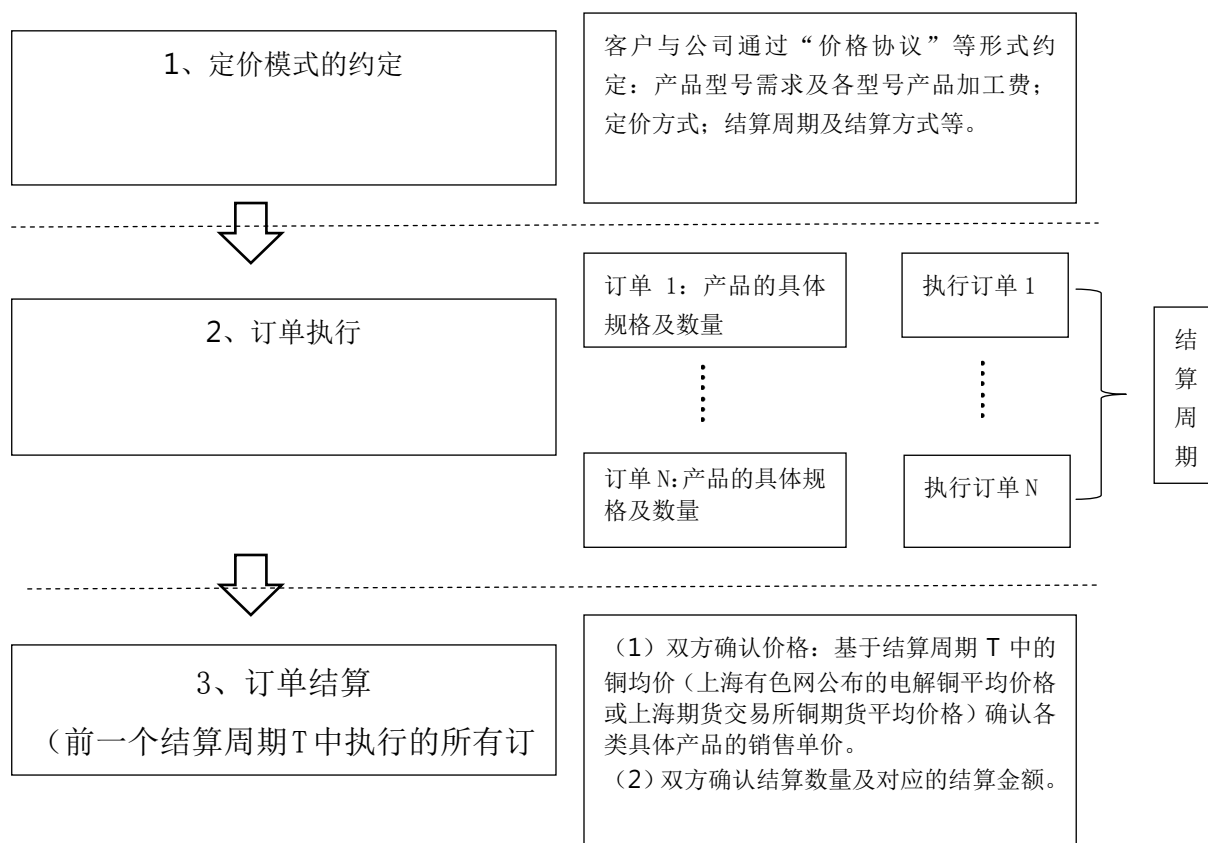 1、定价模式的约定
客户与公司通过“价格协议”等形式约
定：产品型号需求及各型号产品加工费；
定价方式；结算周期及结算方式等。
2、订单执行
订单 1：产品的具体
规格及数量
执行订单 1
订单 N：产品的具体规
格及数量
执行订单 N
结
算
周
期
3、订单结算
（前一个结算周期 T 中执行的所有订
（1）双方确认价格：基于结算周期 T 中的
铜均价（上海有色网公布的电解铜平均价格
或上海期货交易所铜期货平均价格）确认各
类具体产品的销售单价。
（2）双方确认结算数量及对应的结算金额。